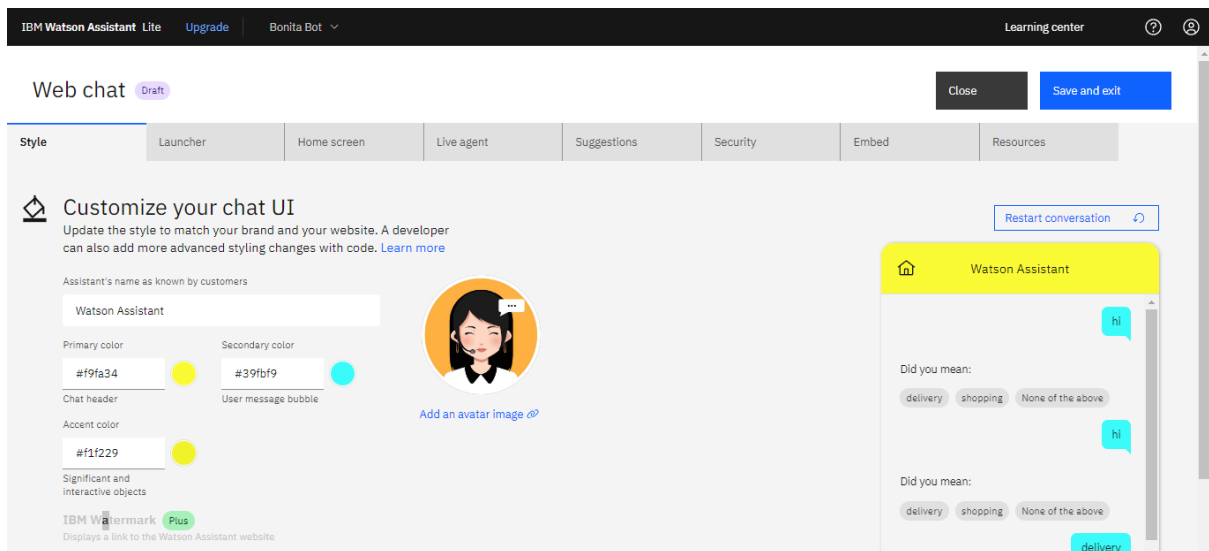 IBM Watson Assistant Lite Upgrade Bonita Bot Learning center
Web chat Draft Close Save and exit
Style Launcher Home screen Live agent Suggestions Security Embed Resources
Customize your chat UI
Update the style to match your brand and your website. A developer
can also add more advanced styling changes with code. Learn more
Assistant's name as known by customers
Watson Assistant
Primary color Secondary color
#f9fa34 #39fbf9
Chat header User message bubble
Accent color
#f1f229
Significant and
interactive objects
IBM Watermark Plus
Displays a link to the Watson Assistant website
...
Add an avatar image
Restart conversation
Watson Assistant
hi
Did you mean:
delivery shopping None of the above
hi
Did you mean:
delivery shopping None of the above
delivery